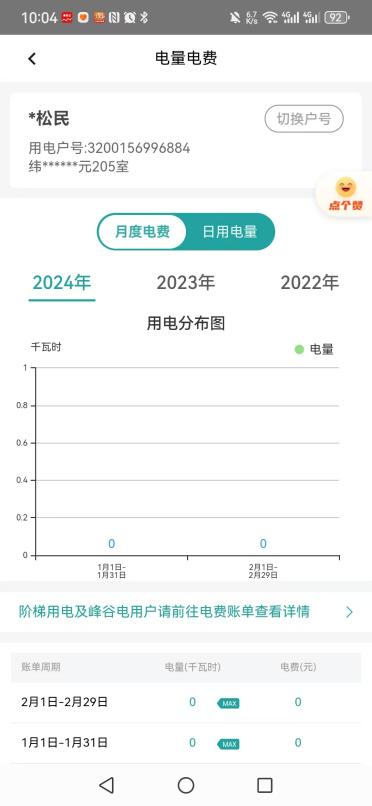 10:04
6.7
K/s
4G
4G
92
电量电费
*松民
切换户号
用电户号:3200156996884
纬******元205室
点个赞
月度电费 日用电量
2024年 2023年 2022年
用电分布图
千瓦时
电量
1
0.8
0.6
0.4
0.2
0
0 0
1月1日-
1月31日
2月1日-
2月29日
阶梯用电及峰谷电用户请前往电费账单查看详情
账单周期 电量(千瓦时) 电费(元)
2月1日-2月29日 0 MAX 0
1月1日-1月31日 0 MAX 0